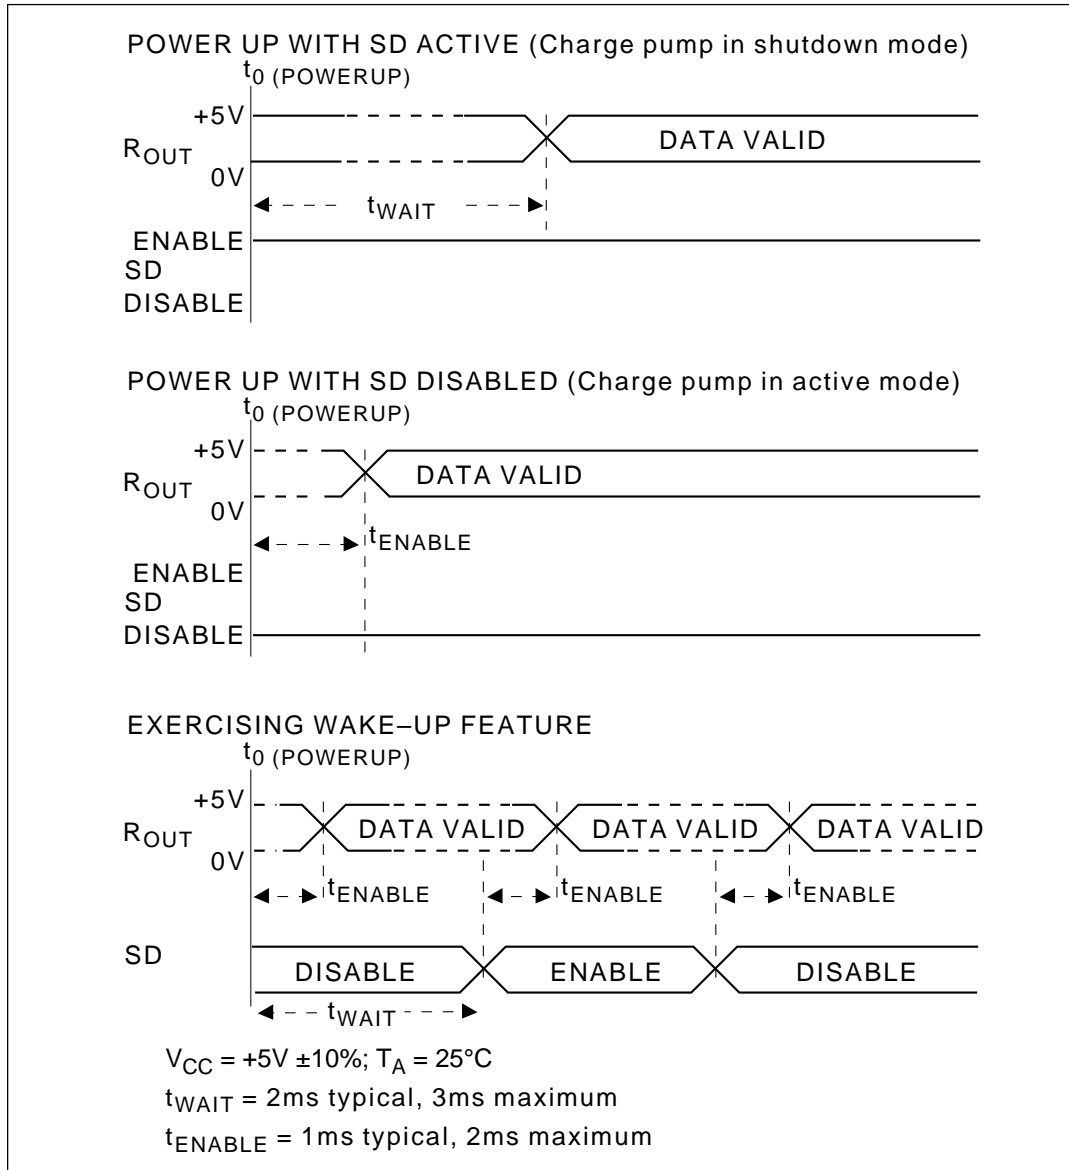 POWER UP WITH SD ACTIVE (Charge pump in shutdown mode)
t0 (POWERUP)
+5V
ROUT
DATA VALID
0V
tWAIT
ENABLE
SD
DISABLE
POWER UP WITH SD DISABLED (Charge pump in active mode)
t0 (POWERUP)
+5V
ROUT
DATA VALID
0V
tENABLE
ENABLE
SD
DISABLE
EXERCISING WAKE–UP FEATURE
t0 (POWERUP)
+5V
ROUT
DATA VALID DATA VALID DATA VALID
0V
tENABLE tENABLE tENABLE
SD
DISABLE ENABLE DISABLE
tWAIT
VCC = +5V ±10%; TA = 25°C
tWAIT = 2ms typical, 3ms maximum
tENABLE = 1ms typical, 2ms maximum